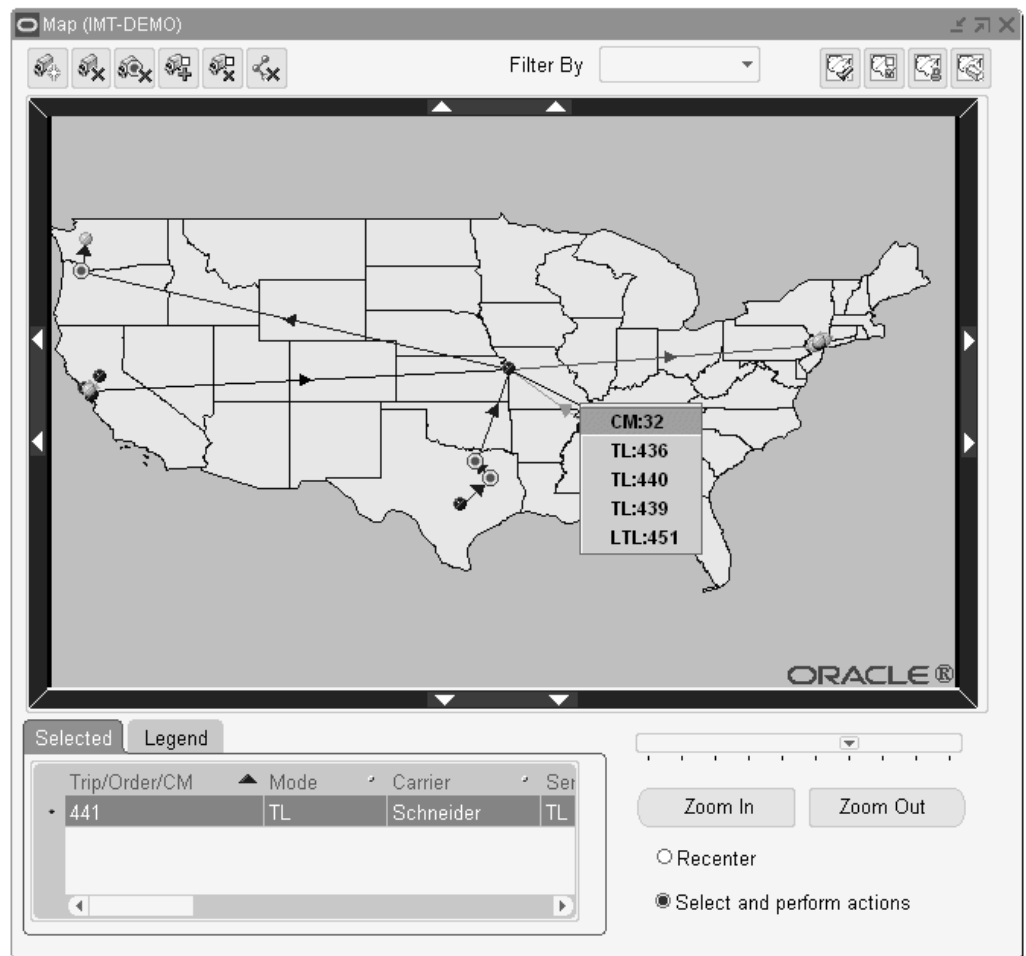 Map (IMT-DEMO)
Filter By
CM:32
TL:436
TL:440
TL:439
LTL:451
ORACLE®
Selected Legend
Trip/Order/CM Mode Carrier Ser
441 TL Schneider TL
Zoom In Zoom Out
Recenter
Select and perform actions